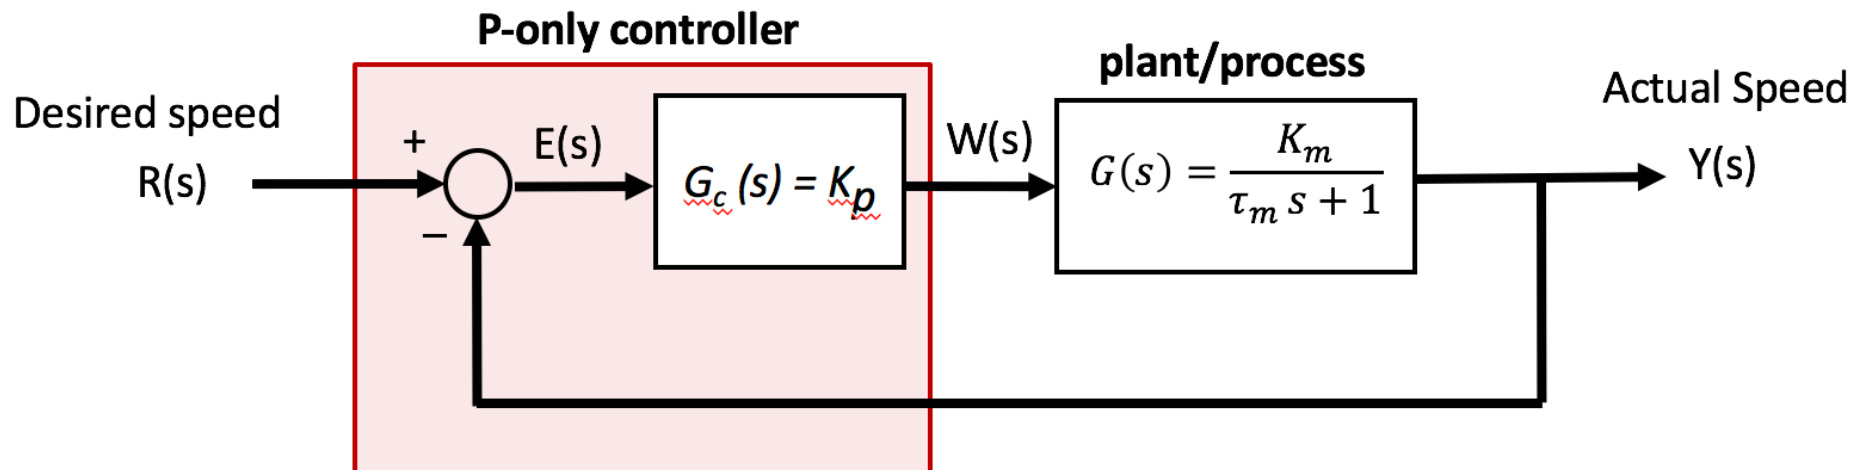 P-only controller
plant/process
Desired speed
R(s)
+
−
E(s)
G_c (s) = K_p
W(s)
G(s) = K_m / (τ_m s + 1)
Actual Speed
Y(s)